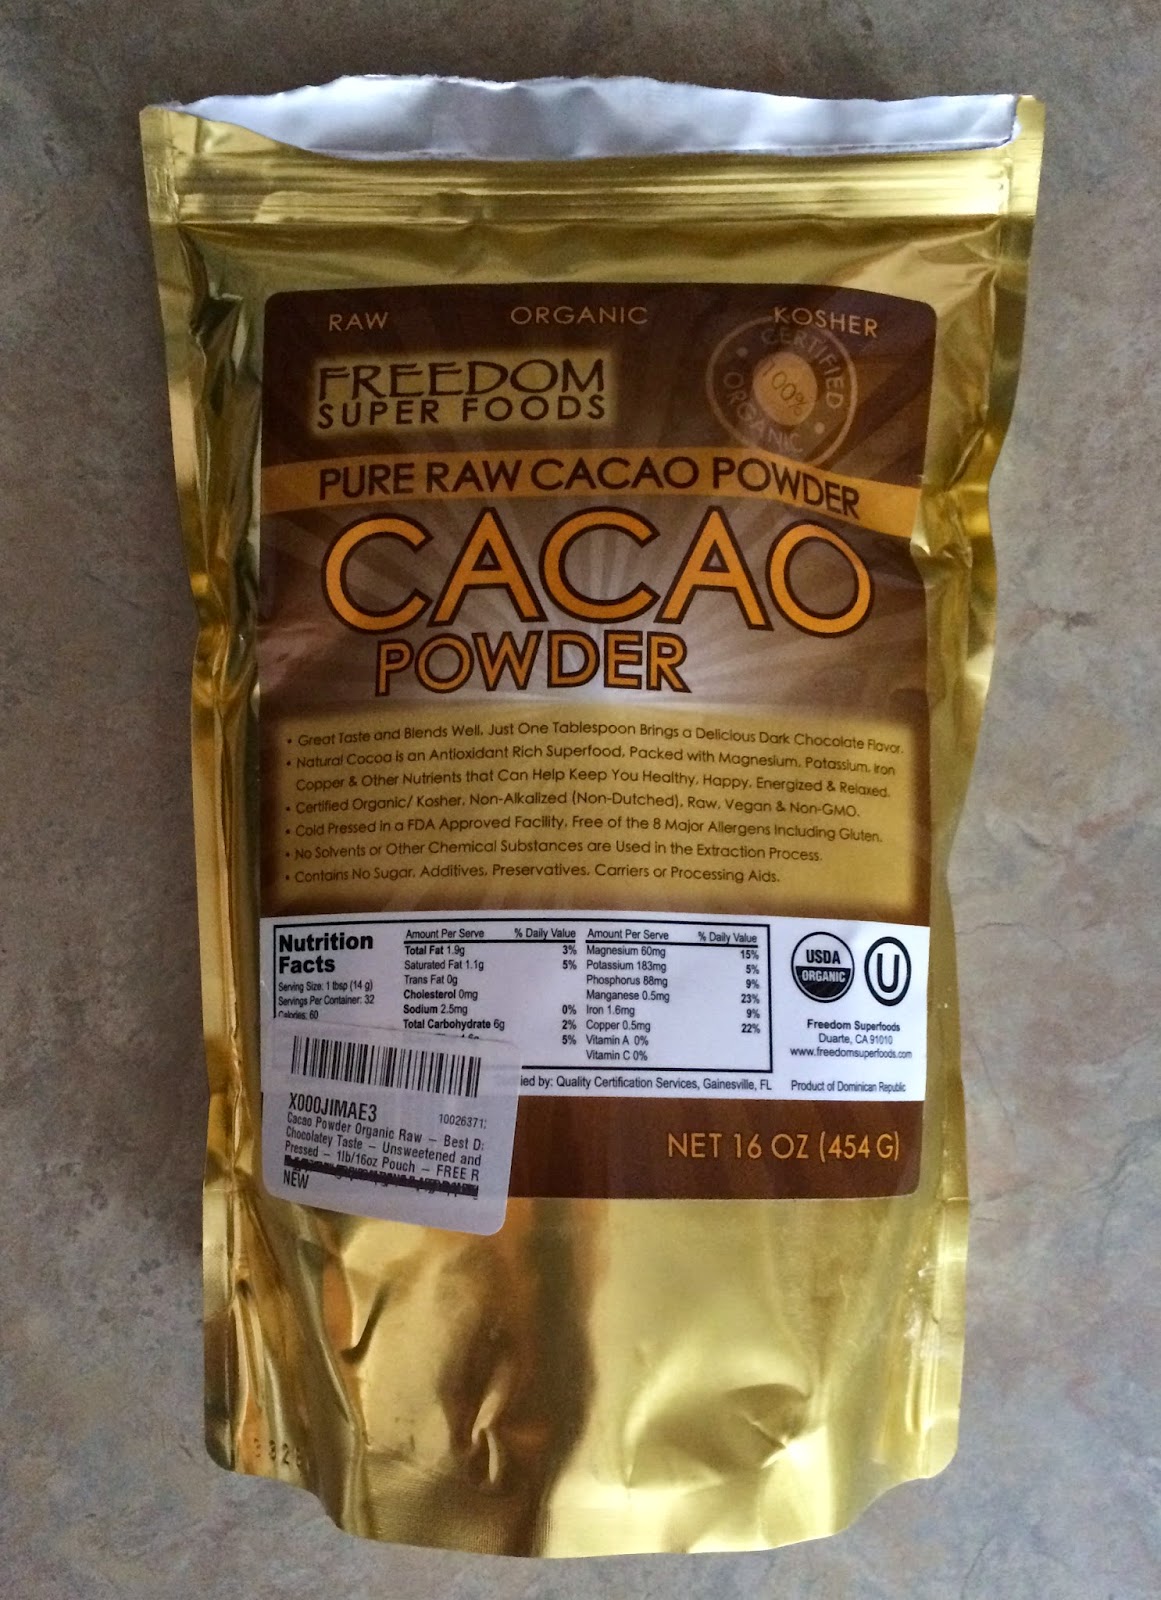 RAW ORGANIC KOSHER
CERTIFIED 100% ORGANIC
FREEDOM
SUPER FOODS
PURE RAW CACAO POWDER
CACAO
POWDER
• Great Taste and Blends Well, Just One Tablespoon Brings a Delicious Dark Chocolate Flavor.
• Natural Cocoa is an Antioxidant Rich Superfood, Packed with Magnesium, Potassium, Iron
Copper & Other Nutrients that Can Help Keep You Healthy, Happy, Energized & Relaxed.
• Certified Organic/ Kosher, Non-Alkalized (Non-Dutched), Raw, Vegan & Non-GMO.
• Cold Pressed in a FDA Approved Facility, Free of the 8 Major Allergens Including Gluten.
• No Solvents or Other Chemical Substances are Used in the Extraction Process.
• Contains No Sugar, Additives, Preservatives, Carriers or Processing Aids.
Nutrition
Facts
Serving Size: 1 tbsp (14 g)
Servings Per Container: 32
Calories: 60
Amount Per Serve % Daily Value
Total Fat 1.9g 3%
Saturated Fat 1.1g 5%
Trans Fat 0g
Cholesterol 0mg
Sodium 2.5mg 0%
Total Carbohydrate 6g 2%
5%
Amount Per Serve % Daily Value
Magnesium 60mg 15%
Potassium 183mg 5%
Phosphorus 88mg 9%
Manganese 0.5mg 23%
Iron 1.6mg 9%
Copper 0.5mg 22%
Vitamin A 0%
Vitamin C 0%
ied by: Quality Certification Services, Gainesville, FL
USDA
ORGANIC
U
Freedom Superfoods
Duarte, CA 91010
www.freedomsuperfoods.com
Product of Dominican Republic
X000JIMAE3
10026371
Cacao Powder Organic Raw – Best D
Chocolatey Taste – Unsweetened and
Pressed – 1lb/16oz Pouch – FREE R
NEW
NET 16 OZ (454 G)